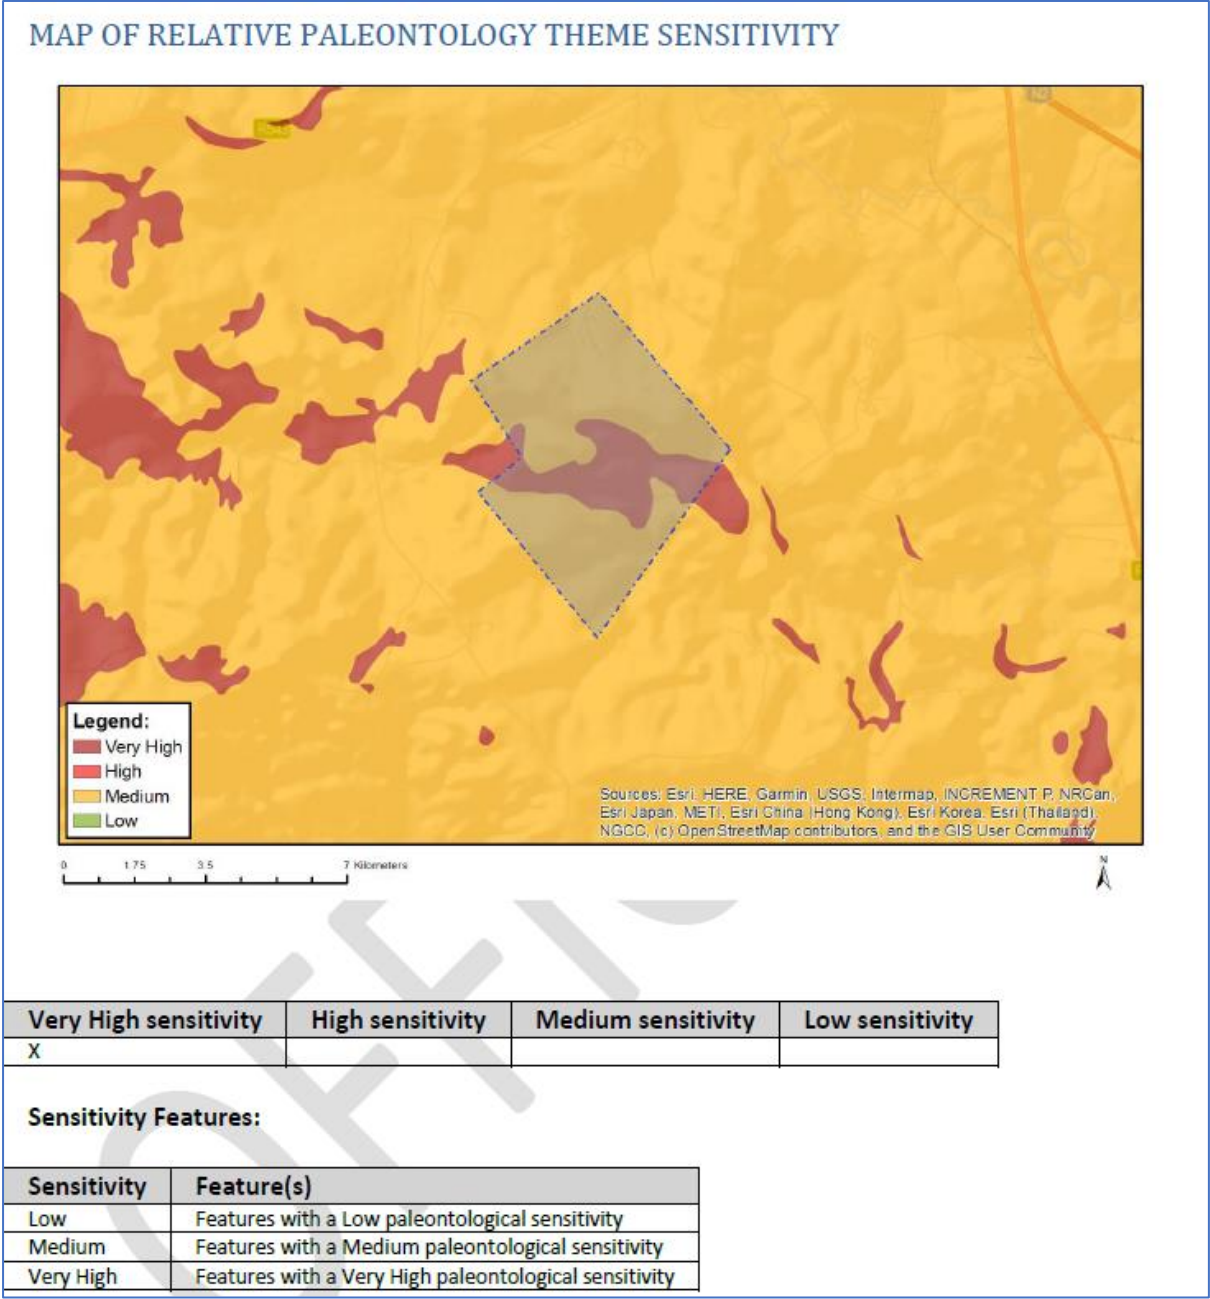 MAP OF RELATIVE PALEONTOLOGY THEME SENSITIVITY
Legend:
Very High
High
Medium
Low
Sources: Esri, HERE, Garmin, USGS, Intermap, INCREMENT P, NRCan,
Esri Japan, METI, Esri China (Hong Kong), Esri Korea, Esri (Thailand),
NGCC, (c) OpenStreetMap contributors, and the GIS User Community
0 1.75 3.5 7 Kilometers
N
Very High sensitivity High sensitivity Medium sensitivity Low sensitivity
X
Sensitivity Features:
Sensitivity Feature(s)
Low Features with a Low paleontological sensitivity
Medium Features with a Medium paleontological sensitivity
Very High Features with a Very High paleontological sensitivity